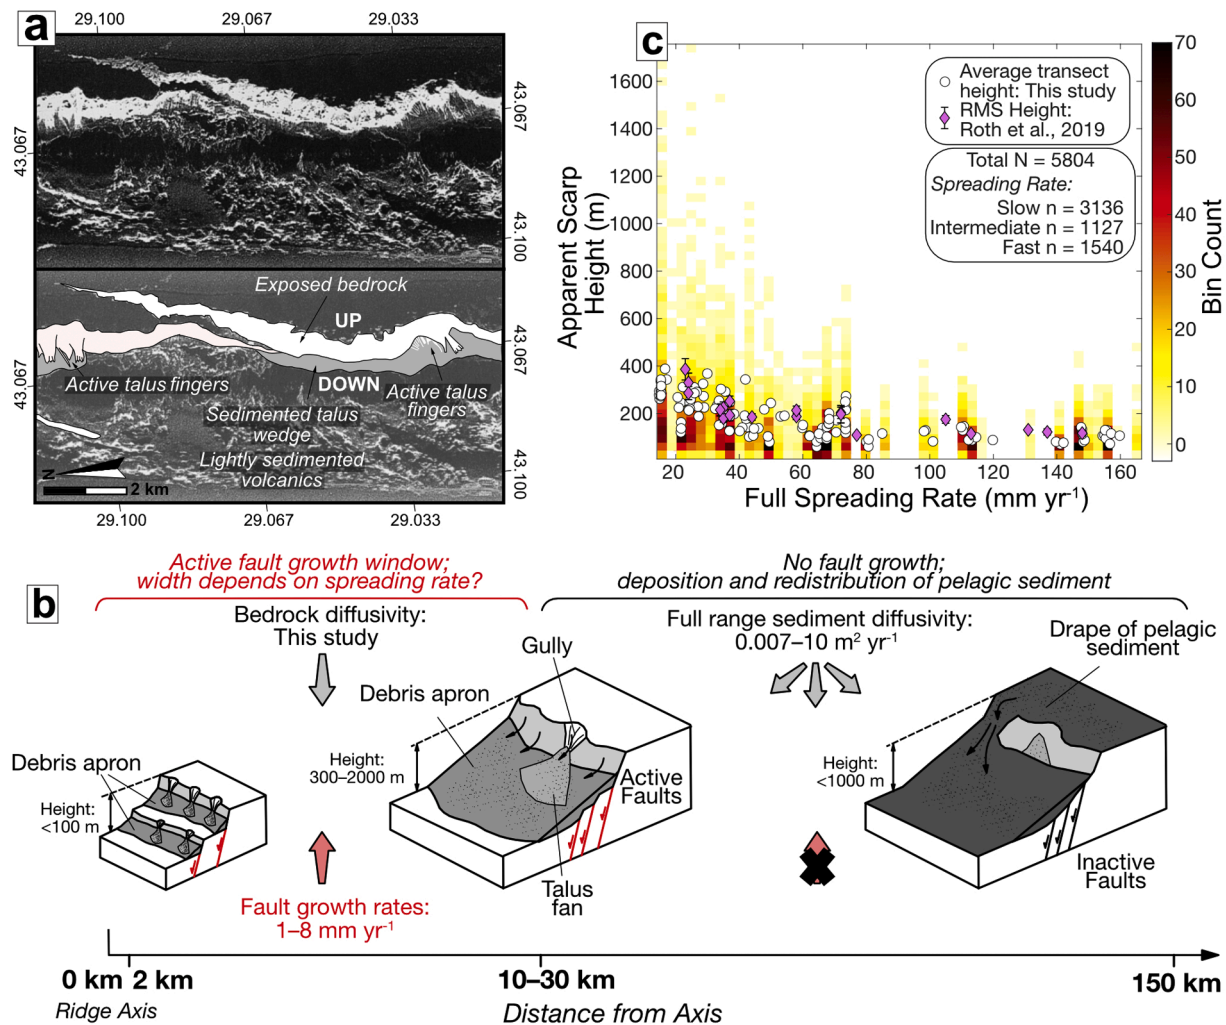 a
29.100
29.067
29.033
43.067
43.067
43.100
Exposed bedrock
UP
DOWN
Active talus fingers
Active talus
fingers
Sedimented talus
wedge
Lightly sedimented
volcanics
N
2 km
43.067
43.067
43.100
29.100
29.067
29.033
c
Apparent Scarp
Height (m)
1600
1400
1200
1000
800
600
400
200
20
40
60
80
100
120
140
160
Full Spreading Rate (mm yr⁻¹)
Average transect
height: This study
RMS Height:
Roth et al., 2019
Total N = 5804
Spreading Rate:
Slow n = 3136
Intermediate n = 1127
Fast n = 1540
70
60
50
40
30
20
10
0
Bin Count
b
Active fault growth window;
width depends on spreading rate?
No fault growth;
deposition and redistribution of pelagic sediment
Bedrock diffusivity:
This study
Full range sediment diffusivity:
0.007–10 m² yr⁻¹
Gully
Drape of pelagic
sediment
Debris apron
Debris apron
Height:
<100 m
Height:
300–2000 m
Active
Faults
Height:
<1000 m
Inactive
Faults
Talus
fan
Fault growth rates:
1–8 mm yr⁻¹
0 km
2 km
10–30 km
150 km
Ridge Axis
Distance from Axis